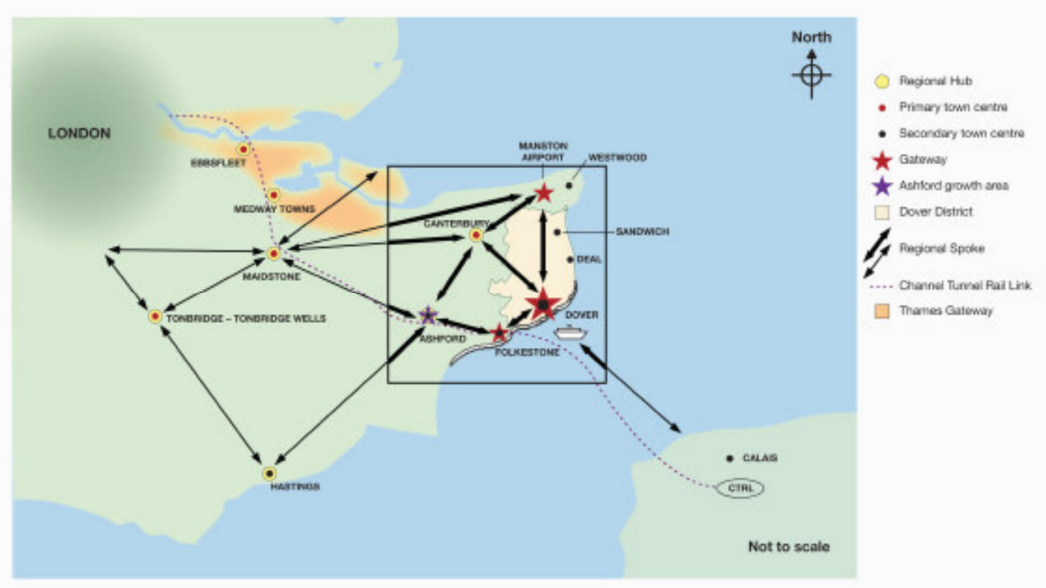 North
LONDON
EBBSFLEET
MEDWAY TOWNS
MANSTON
AIRPORT
WESTWOOD
CANTERBURY
SANDWICH
MAIDSTONE
DEAL
TONBRIDGE – TONBRIDGE WELLS
DOVER
ASHFORD
FOLKESTONE
HASTINGS
CALAIS
CTRL
Not to scale
Regional Hub
Primary town centre
Secondary town centre
Gateway
Ashford growth area
Dover District
Regional Spoke
Channel Tunnel Rail Link
Thames Gateway